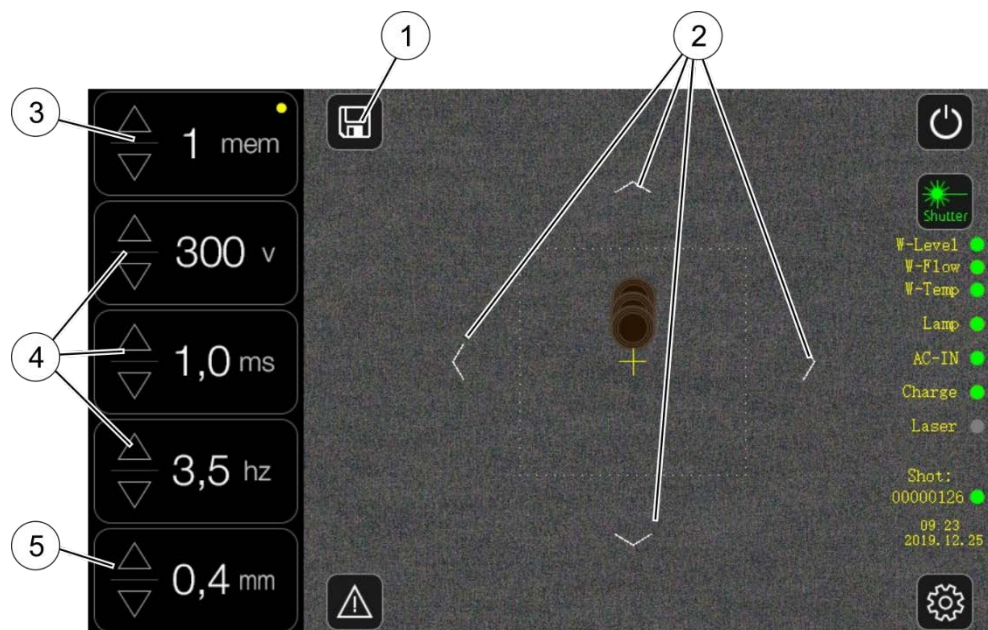 1
2
3
1 mem
300 v
4
1,0 ms
3,5 hz
5
0,4 mm
Shutter
W-Level
W-Flow
W-Temp
Lamp
AC-IN
Charge
Laser
Shot:
00000126
09 23
2019.12.25